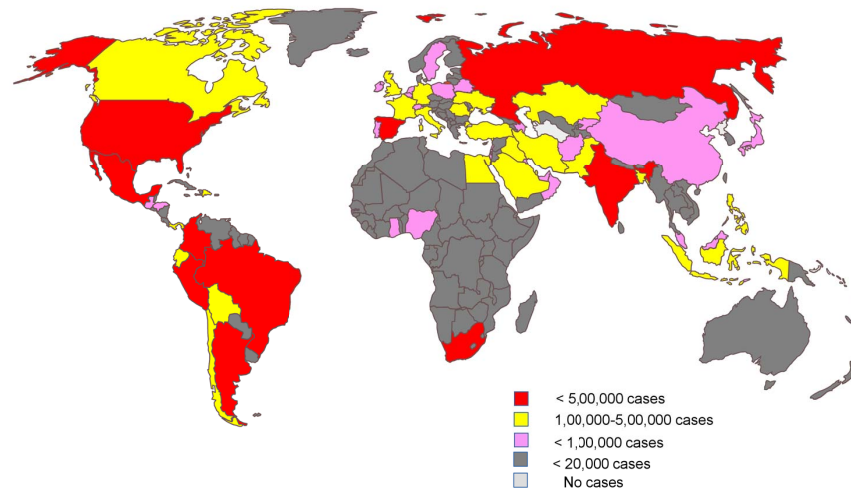 < 5,00,000 cases
1,00,000-5,00,000 cases
< 1,00,000 cases
< 20,000 cases
No cases